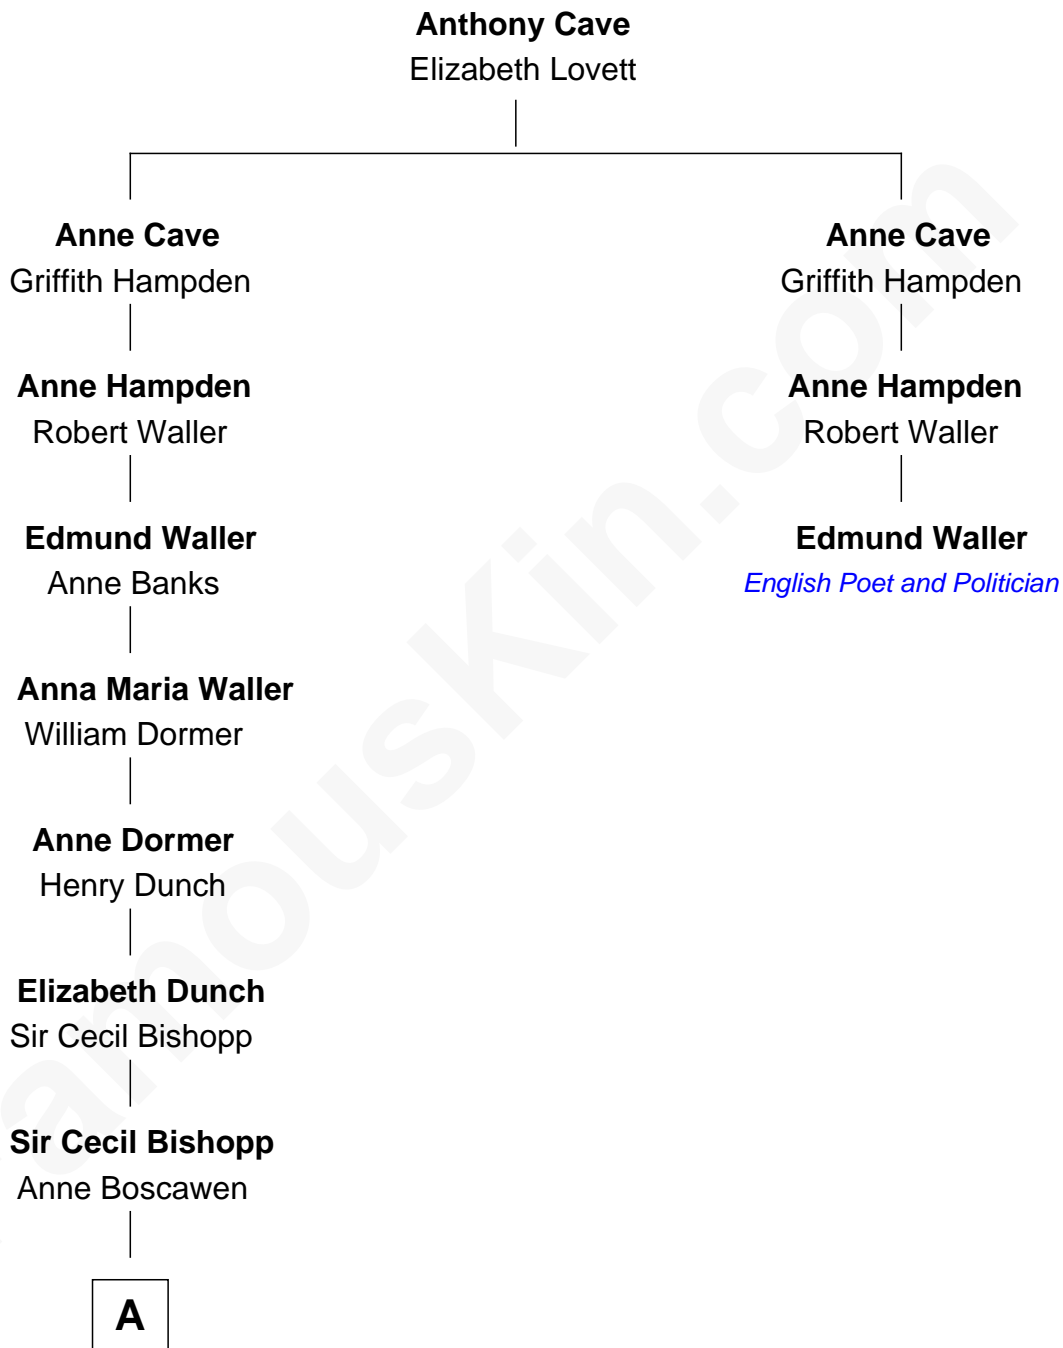 Anthony Cave
Elizabeth Lovett
Anne Cave
Griffith Hampden
Anne Cave
Griffith Hampden
Anne Hampden
Robert Waller
Anne Hampden
Robert Waller
Edmund Waller
Anne Banks
Edmund Waller
English Poet and Politician
Anna Maria Waller
William Dormer
Anne Dormer
Henry Dunch
Elizabeth Dunch
Sir Cecil Bishopp
Sir Cecil Bishopp
Anne Boscawen
A
amouskin.com